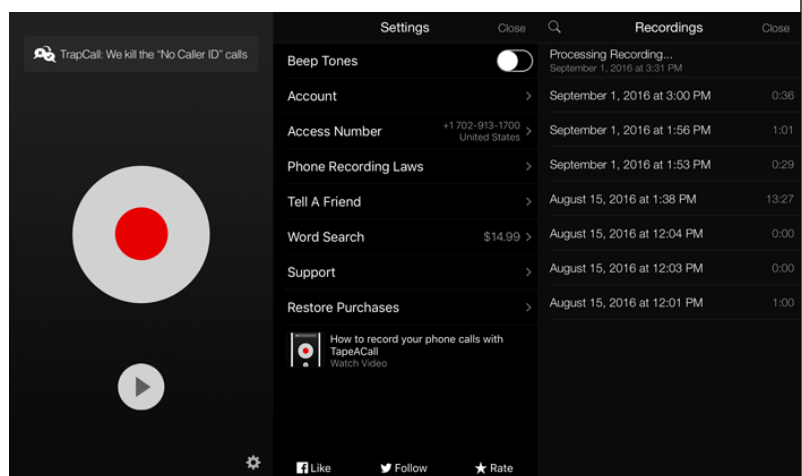 TrapCall: We kill the "No Caller ID" calls
Settings
Close
Beep Tones
Account
Access Number
+1 702-913-1700
United States
Phone Recording Laws
Tell A Friend
Word Search
$14.99
Support
Restore Purchases
How to record your phone calls with
TapeACall
Watch Video
Like
Follow
Rate
Recordings
Close
Processing Recording...
September 1, 2016 at 3:31 PM
September 1, 2016 at 3:00 PM 0:36
September 1, 2016 at 1:56 PM 1:01
September 1, 2016 at 1:53 PM 0:29
August 15, 2016 at 1:38 PM 13:27
August 15, 2016 at 12:04 PM 0:00
August 15, 2016 at 12:03 PM 0:00
August 15, 2016 at 12:01 PM 1:00